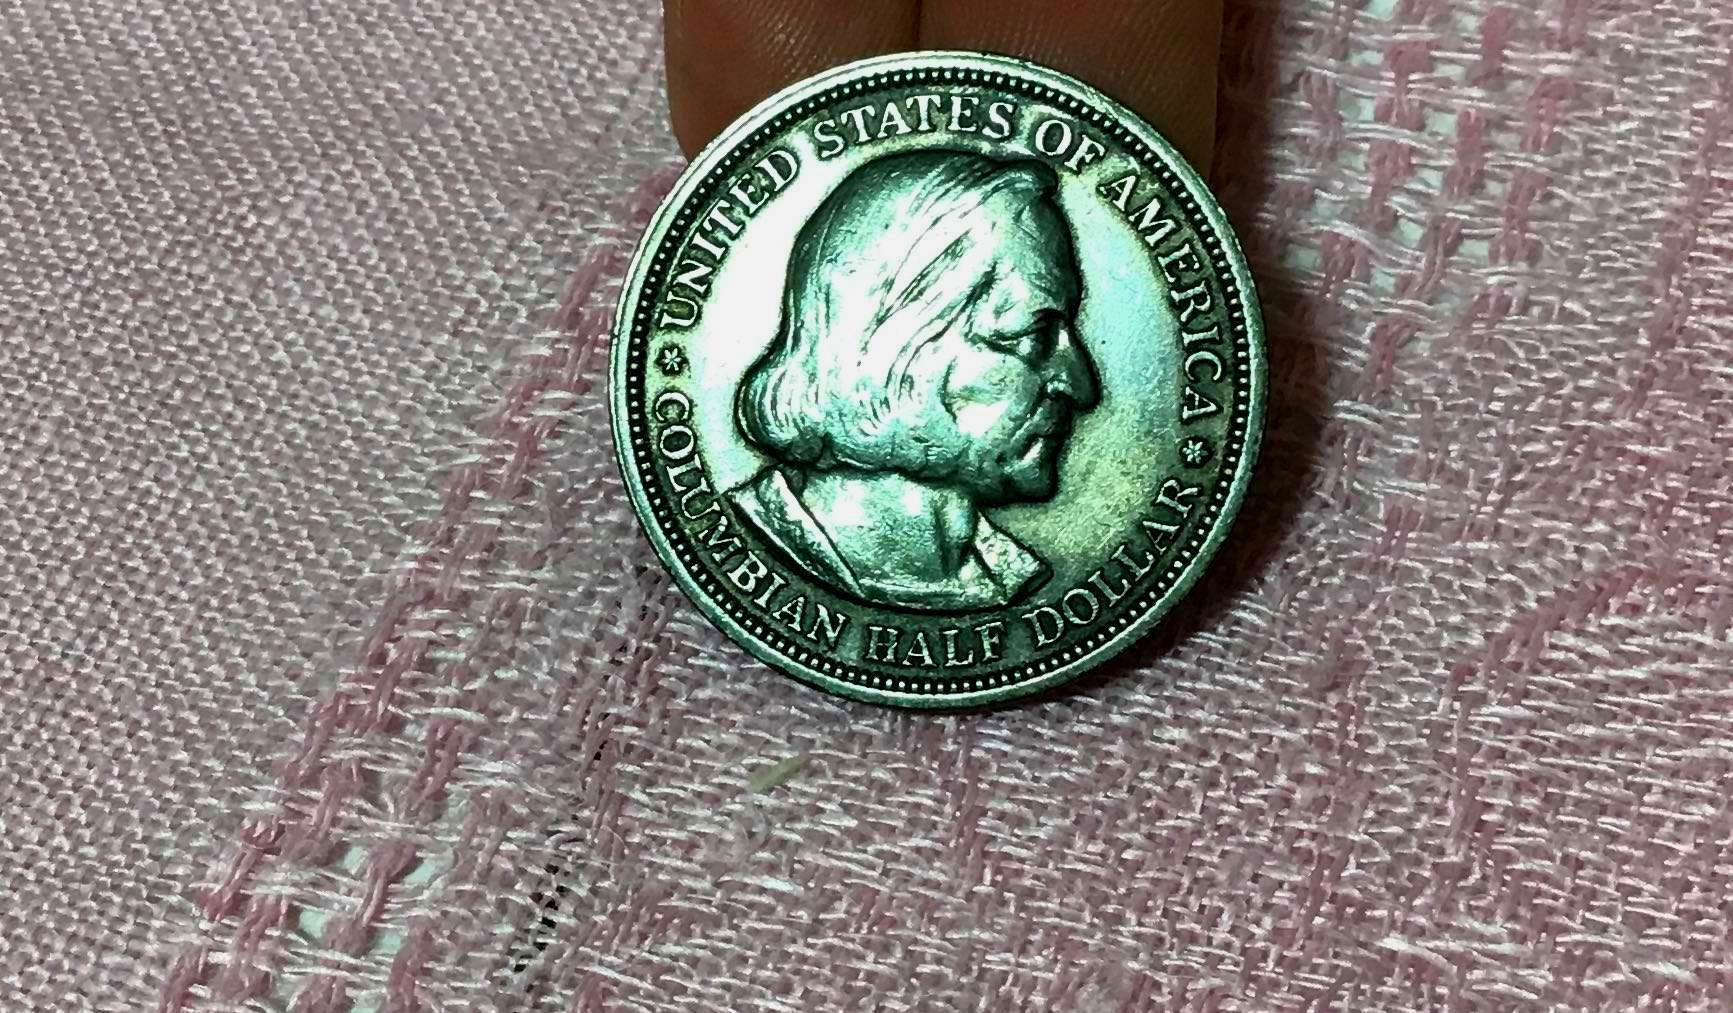 UNITED STATES OF AMERICA
COLUMBIAN HALF DOLLAR